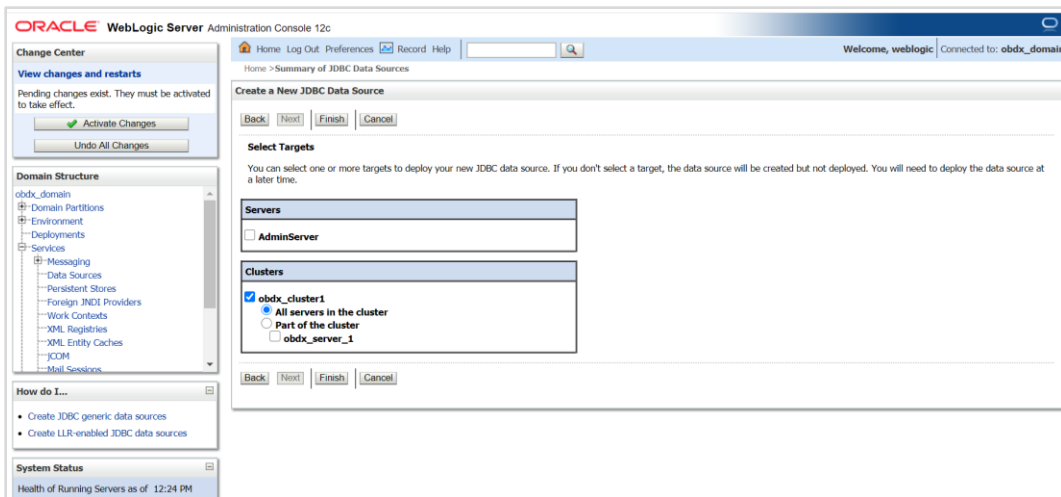 ORACLE WebLogic Server Administration Console 12c
Change Center
View changes and restarts
Pending changes exist. They must be activated
to take effect.
Activate Changes
Undo All Changes
Domain Structure
obdx_domain
Domain Partitions
Environment
Deployments
Services
Messaging
Data Sources
Persistent Stores
Foreign JNDI Providers
Work Contexts
XML Registries
XML Entity Caches
jCOM
Mail Sessions
How do I...
Create JDBC generic data sources
Create LLR-enabled JDBC data sources
System Status
Health of Running Servers as of 12:24 PM
Home Log Out Preferences Record Help
Welcome, weblogic Connected to: obdx_domain
Home >Summary of JDBC Data Sources
Create a New JDBC Data Source
Back Next Finish Cancel
Select Targets
You can select one or more targets to deploy your new JDBC data source. If you don't select a target, the data source will be created but not deployed. You will need to deploy the data source at
a later time.
Servers
AdminServer
Clusters
obdx_cluster1
All servers in the cluster
Part of the cluster
obdx_server_1
Back Next Finish Cancel